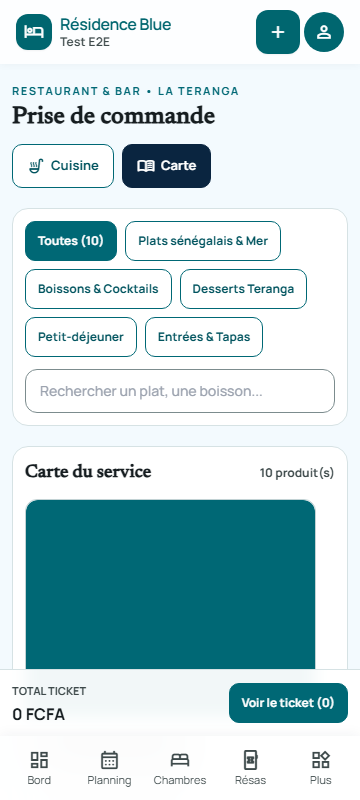 Résidence Blue
Test E2E
RESTAURANT & BAR • LA TERANGA
Prise de commande
Cuisine
Carte
Toutes (10)
Plats sénégalais & Mer
Boissons & Cocktails
Desserts Teranga
Petit-déjeuner
Entrées & Tapas
Rechercher un plat, une boisson...
Carte du service
10 produit(s)
TOTAL TICKET
0 FCFA
Voir le ticket (0)
Bord
Planning
Chambres
Résas
Plus